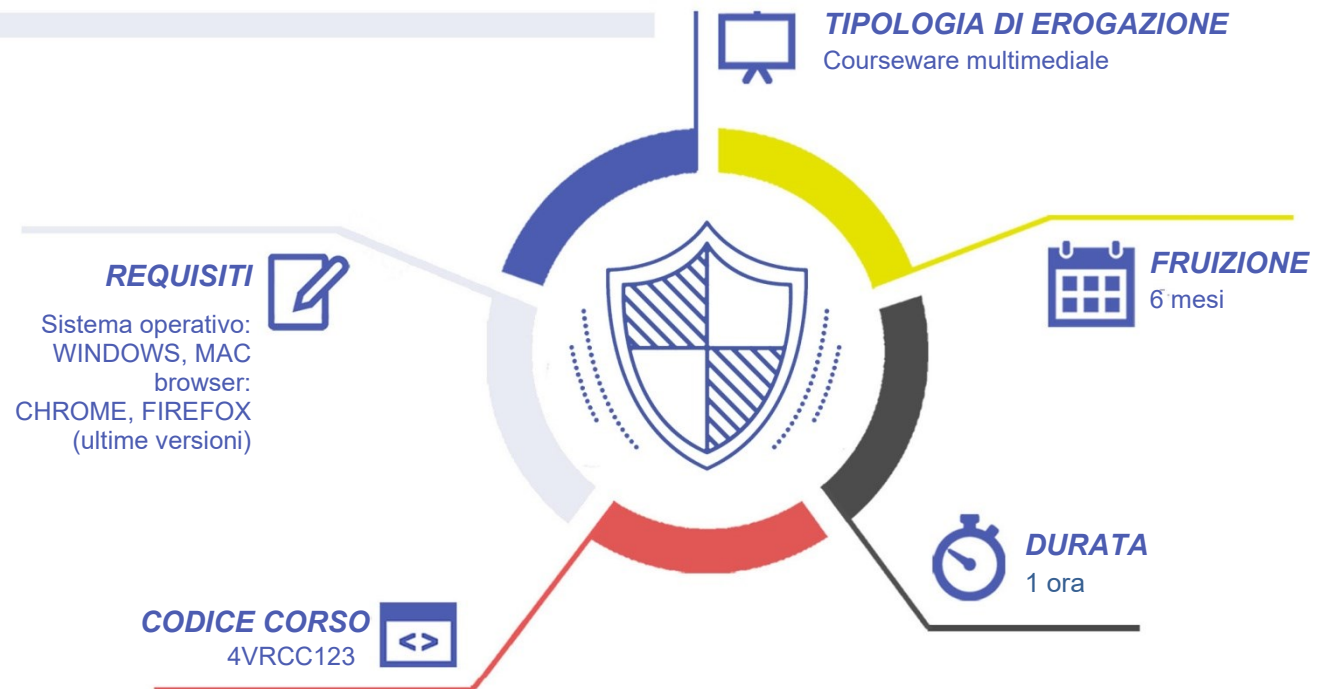 TIPOLOGIA DI EROGAZIONE
Courseware multimediale
REQUISITI
Sistema operativo:
WINDOWS, MAC
browser:
CHROME, FIREFOX
(ultime versioni)
FRUIZIONE
6 mesi
DURATA
1 ora
CODICE CORSO
4VRCC123
<>